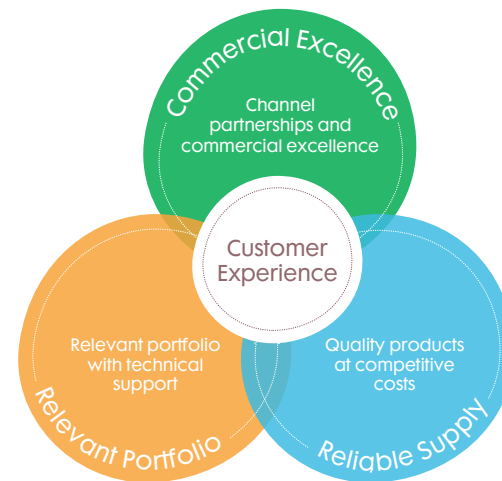 Commercial Excellence
Channel
partnerships and
commercial excellence
Customer
Experience
Relevant portfolio
with technical
support
Relevant Portfolio
Quality products
at competitive
costs
Reliable Supply